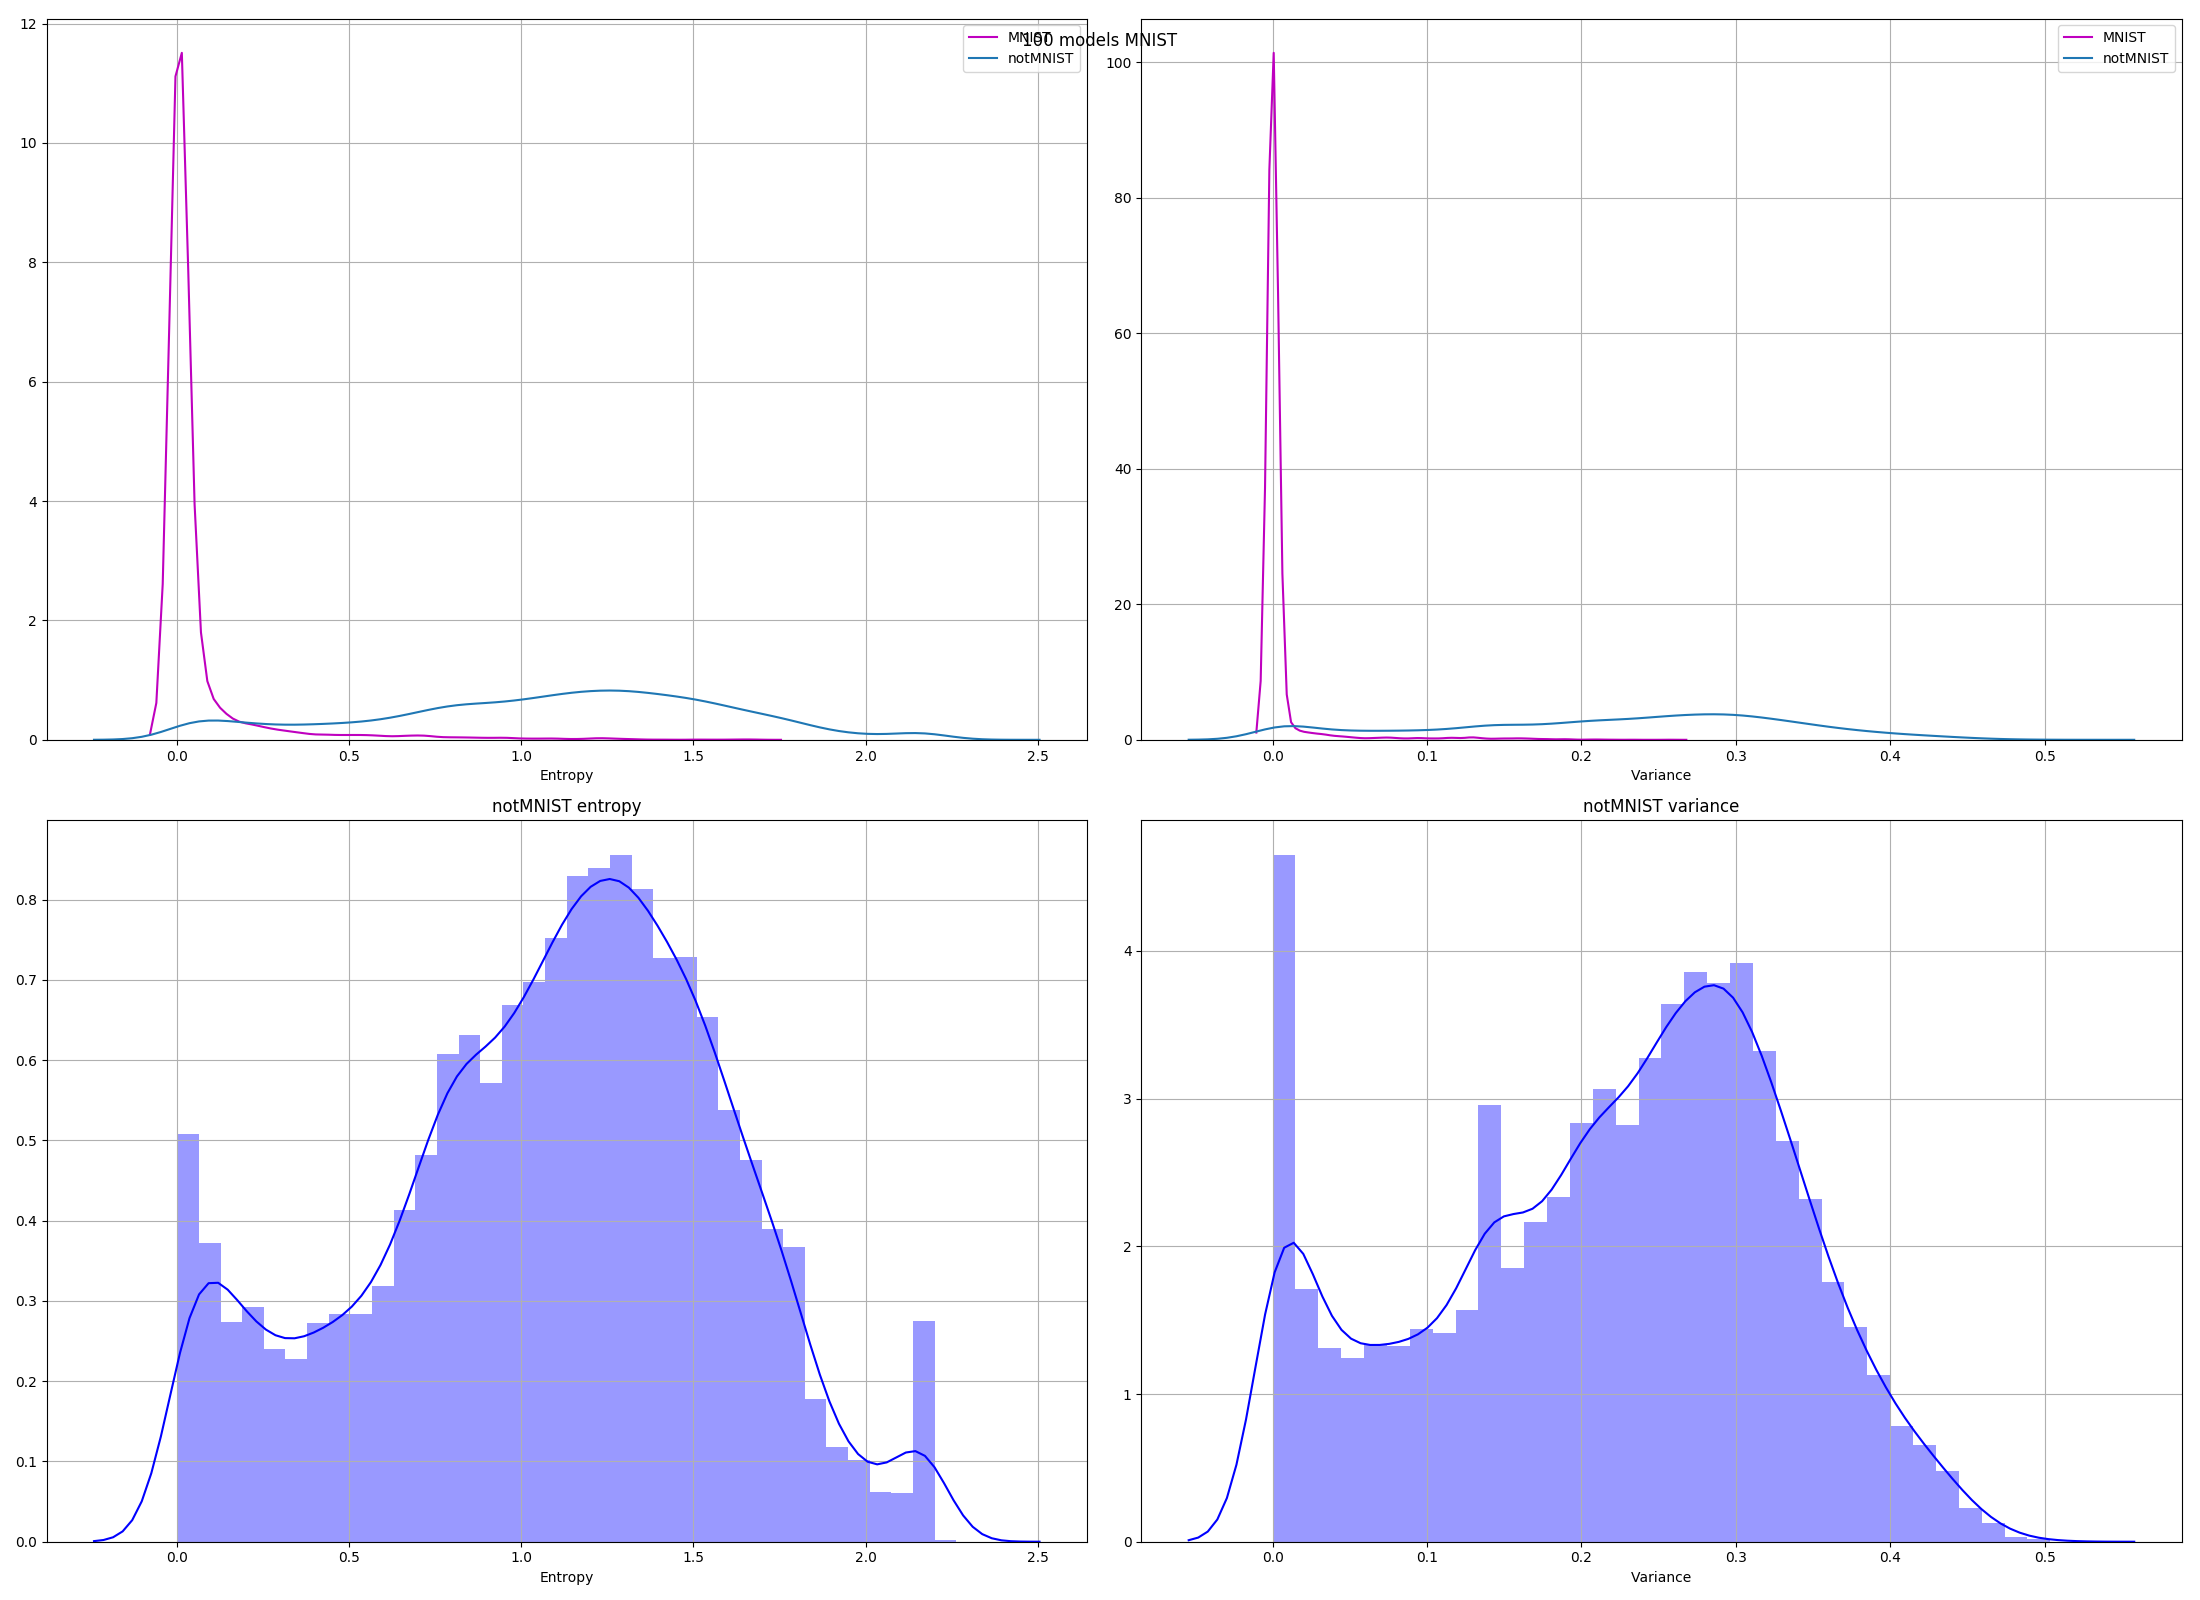 100 models MNIST
MNIST
notMNIST
12
10
8
6
4
2
0
0.0 0.5 1.0 1.5 2.0 2.5
Entropy
MNIST
notMNIST
100
80
60
40
20
0
0.0 0.1 0.2 0.3 0.4 0.5
Variance
notMNIST entropy
0.8
0.7
0.6
0.5
0.4
0.3
0.2
0.1
0.0
0.0 0.5 1.0 1.5 2.0 2.5
Entropy
notMNIST variance
4
3
2
1
0
0.0 0.1 0.2 0.3 0.4 0.5
Variance